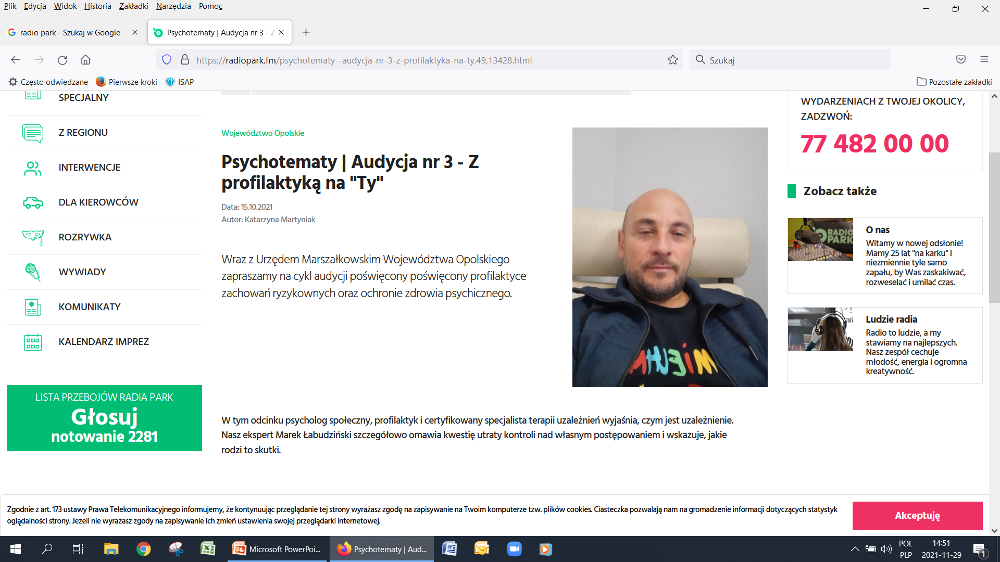 Plik Edycja Widok Historia Zakładki Narzędzia Pomoc
radio park - Szukaj w Google
Psychotematy | Audycja nr 3 - Z
https://radiopark.fm/psychotematy--audycja-nr-3-z-profilaktyka-na-ty,49,13428.html
Szukaj
Często odwiedzane Pierwsze kroki ISAP
Pozostałe zakładki
SPECJALNY
Z REGIONU
INTERWENCJE
DLA KIEROWCÓW
ROZRYWKA
WYWIADY
KOMUNIKATY
KALENDARZ IMPREZ
LISTA PRZEBOJÓW RADIA PARK
Głosuj
notowanie 2281
Województwo Opolskie
Psychotematy | Audycja nr 3 - Z
profilaktyką na "Ty"
Data: 15.10.2021
Autor: Katarzyna Martyniak
Wraz z Urzędem Marszałkowskim Województwa Opolskiego
zapraszamy na cykl audycji poświęcony poświęcony profilaktyce
zachowań ryzykownych oraz ochronie zdrowia psychicznego.
W tym odcinku psycholog społeczny, profilaktyk i certyfikowany specjalista terapii uzależnień wyjaśnia, czym jest uzależnienie.
Nasz ekspert Marek Łabudziński szczegółowo omawia kwestię utraty kontroli nad własnym postępowaniem i wskazuje, jakie
rodzi to skutki.
WYDARZENIACH Z TWOJEJ OKOLICY,
ZADZWOŃ:
77 482 00 00
Zobacz także
RADIO
PARK
O nas
Witamy w nowej odsłonie!
Mamy 25 lat "na karku" i
niezmiennie tyle samo
zapału, by Was zaskakiwać,
rozweselać i umilać czas.
Ludzie radia
Radio to ludzie, a my
stawiamy na najlepszych.
Nasz zespół cechuje
młodość, energia i ogromna
kreatywność.
Zgodnie z art. 173 ustawy Prawa Telekomunikacyjnego informujemy, że kontynuując przeglądanie tej strony wyrażasz zgodę na zapisywanie na Twoim komputerze tzw. plików cookies. Ciasteczka pozwalają nam na gromadzenie informacji dotyczących statystyk
oglądalności strony. Jeżeli nie wyrażasz zgody na zapisywanie ich zmień ustawienia swojej przeglądarki internetowej.
Akceptuję
Microsoft PowerPoi...
Psychotematy | Aud...
POL
PLP
14:51
2021-11-29
1